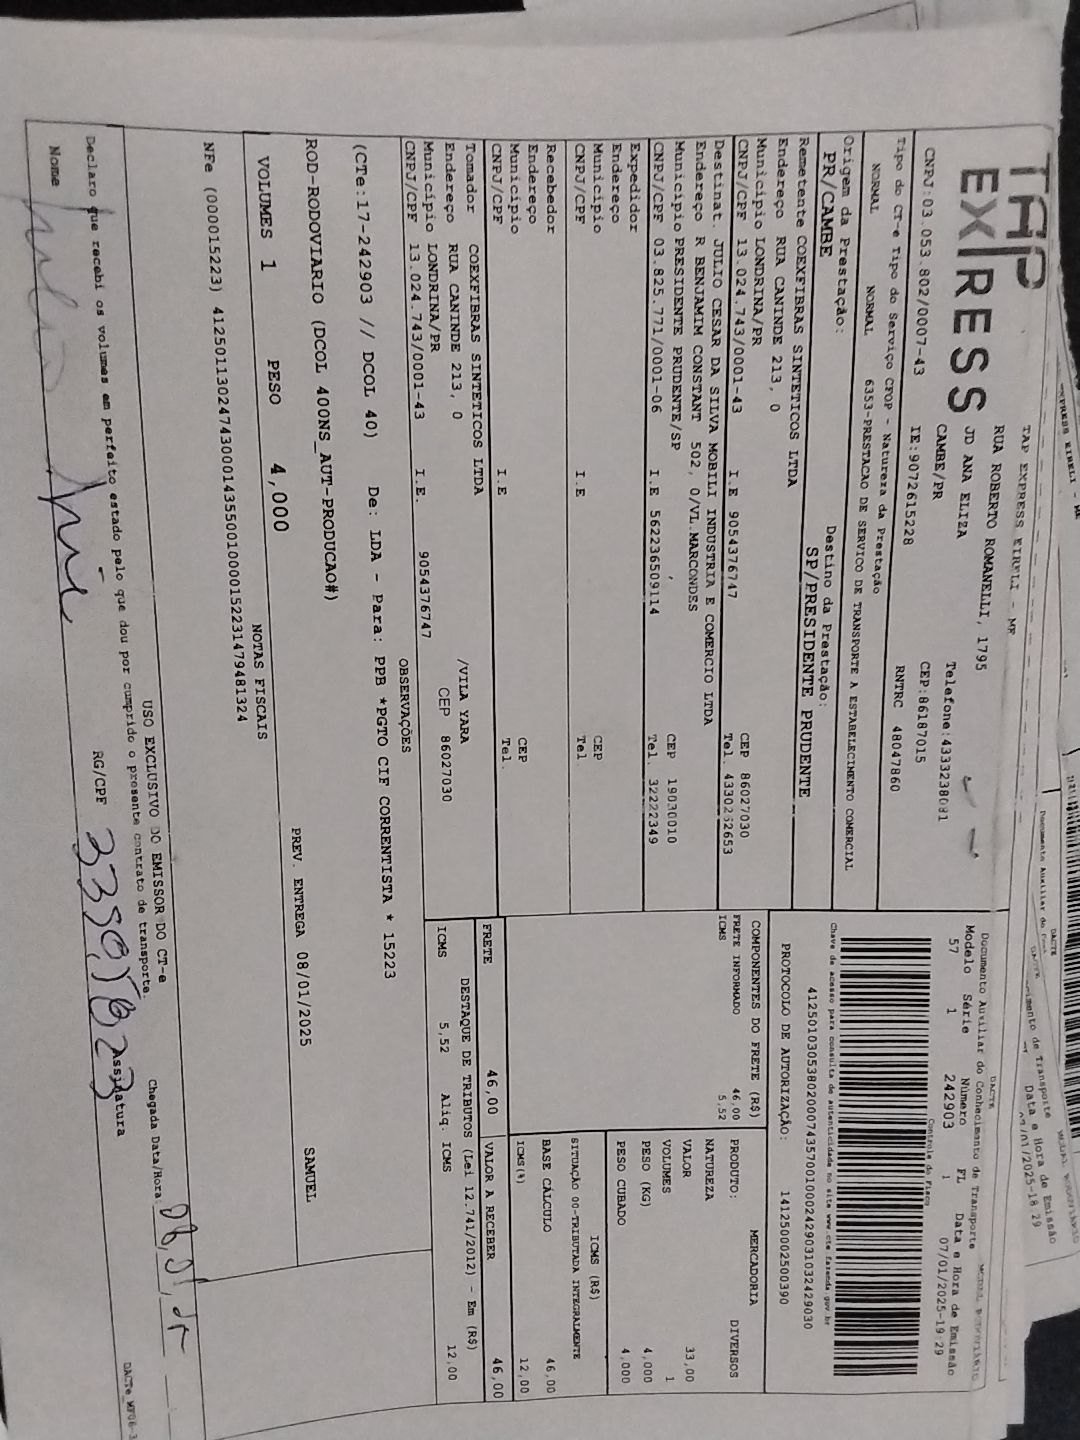 TAP
EX|RESS
TAP EXPRESS EIRELI - ME
RUA ROBERTO ROMANELLI, 1795
JD ANA ELIZA
CAMBE/PR
CEP:86187015
CNPJ:03.053.802/0007-43 IE:9072615228
RNTRC 48047860
Documento Auxiliar do Conhecimento de Transporte
DACTE
Modelo Série Número FL Data e Hora de Emissão
57 1 242903 1 07/01/2025-19:29
Controle do Fisco
Tipo do CT-e Tipo do Serviço CFOP - Natureza da Prestação
NORMAL NORMAL 6353-PRESTACAO DE SERVICO DE TRANSPORTE A ESTABELECIMENTO COMERCIAL
Chave de acesso para consulta de autenticidade no site www.cte.fazenda.gov.br
Origem da Prestação: Destino da Prestação:
PR/CAMBE SP/PRESIDENTE PRUDENTE
PROTOCOLO DE AUTORIZAÇÃO: 141250002500390
Remetente COEXFIBRAS SINTETICOS LTDA
Endereço RUA CANINDE 213, 0
Município LONDRINA/PR CEP 86027030
CNPJ/CPF 13.024.743/0001-43 I.E 9054376747
Destinat. JULIO CESAR DA SILVA MOBILI INDUSTRIA E COMERCIO LTDA
Endereço R BENJAMIM CONSTANT 502, 0/VL.MARCONDES
Município PRESIDENTE PRUDENTE/SP , CEP 19030010
CNPJ/CPF 03.825.771/0001-06 I.E 562236509114 Tel. 32222349
Expedidor
Endereço
Município CEP
CNPJ/CPF I.E Tel
Recebedor
Endereço
Município CEP
CNPJ/CPF I.E Tel.
Tomador COEXFIBRAS SINTETICOS LTDA
Endereço RUA CANINDE 213, 0 /VILA YARA
Município LONDRINA/PR CEP 86027030
CNPJ/CPF 13.024.743/0001-43 I.E. 9054376747
COMPONENTES DO FRETE (R$)
FRETE INFORMADO 46,00
ICMS 5,52
PRODUTO: MERCADORIA
NATUREZA DIVERSOS
VALOR 33,00
VOLUMES 1
PESO (KG) 4,000
PESO CUBADO 4,000
ICMS (R$)
SITUAÇÃO 00-TRIBUTADA INTEGRALMENTE
BASE CÁLCULO 46,00
ICMS(%) 12,00
FRETE 46,00 VALOR A RECEBER 46,00
DESTAQUE DE TRIBUTOS (Lei 12.741/2012) - Em (R$)
ICMS 5,52 Aliq. ICMS 12,00
OBSERVAÇÕES
(CTe:17-242903 // DCOL 40) De: LDA - Para: PPB *PGTO CIF CORRENTISTA * 15223
ROD-RODOVIARIO (DCOL 400NS_AUT-PRODUCAO#)
PREV. ENTREGA 08/01/2025 SAMUEL
VOLUMES 1 PESO 4,000
NOTAS FISCAIS
NFe (000015223) 41250113024743000143550010000152231479481324
USO EXCLUSIVO DO EMISSOR DO CT-e
Declaro que recebi os volumes em perfeito estado pelo que dou por cumprido o presente contrato de transporte.
Chegada Data/Hora:
Nome RG/CPF Assinatura